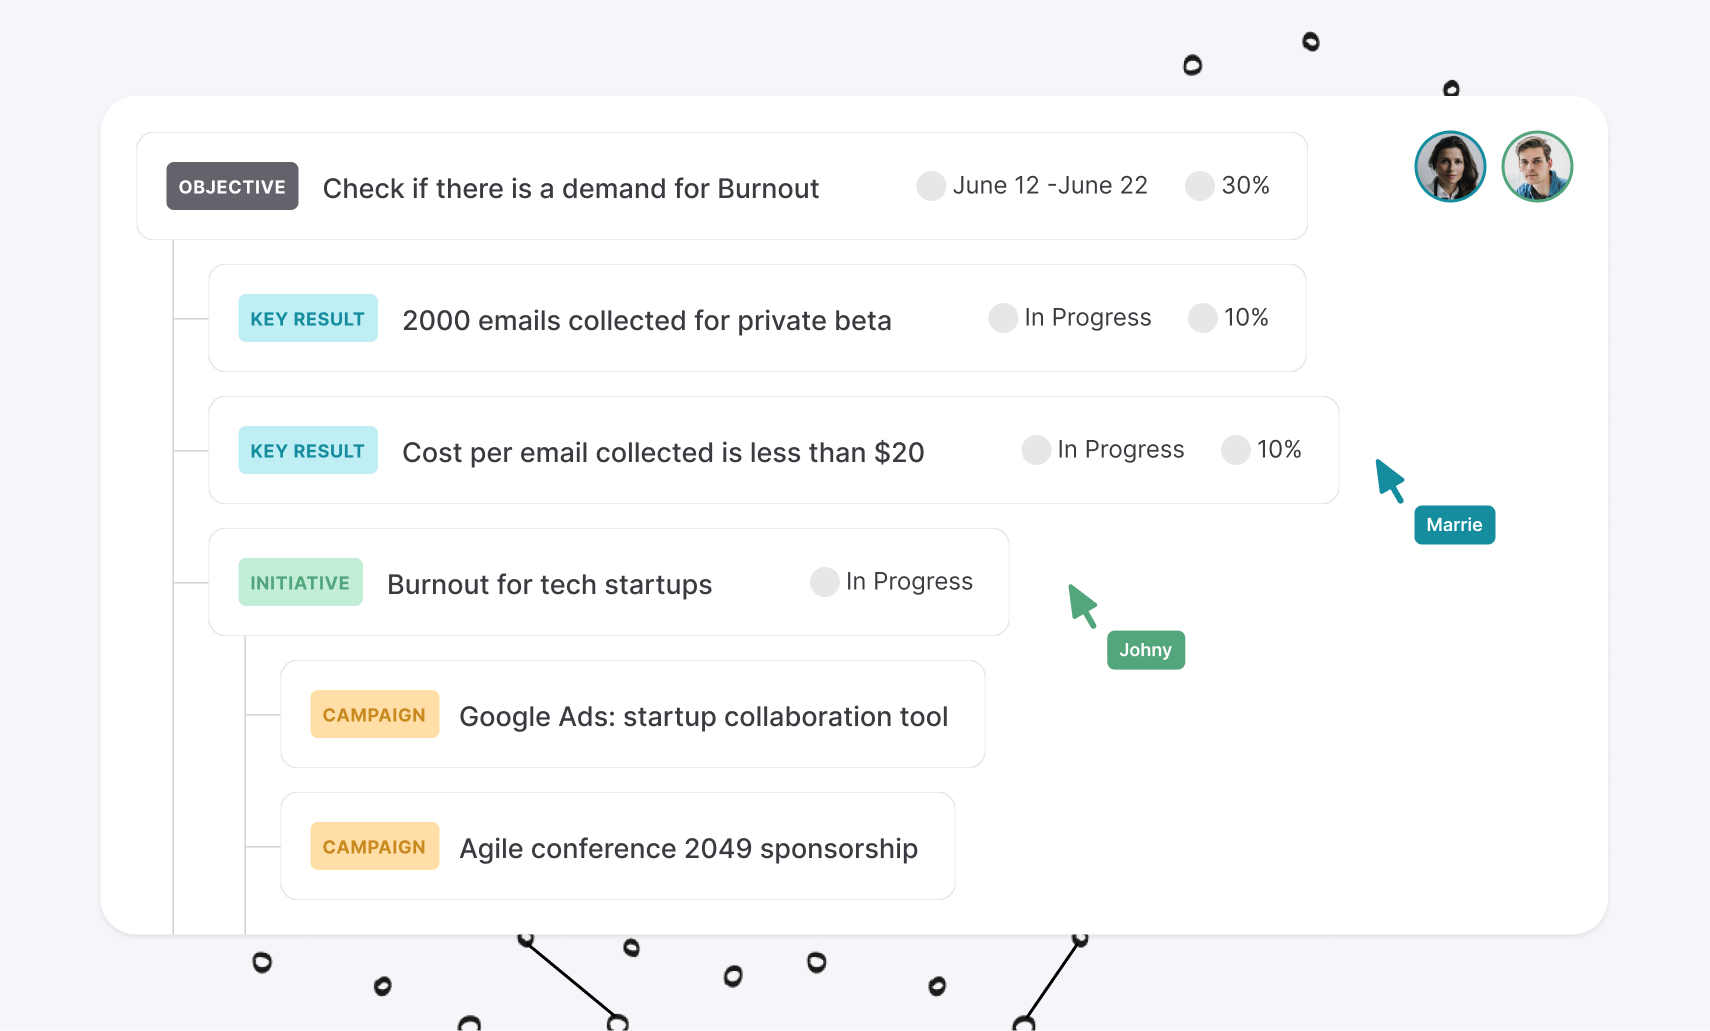 OBJECTIVE Check if there is a demand for Burnout June 12 -June 22 30%
KEY RESULT 2000 emails collected for private beta In Progress 10%
KEY RESULT Cost per email collected is less than $20 In Progress 10%
Marrie
INITIATIVE Burnout for tech startups In Progress
Johny
CAMPAIGN Google Ads: startup collaboration tool
CAMPAIGN Agile conference 2049 sponsorship